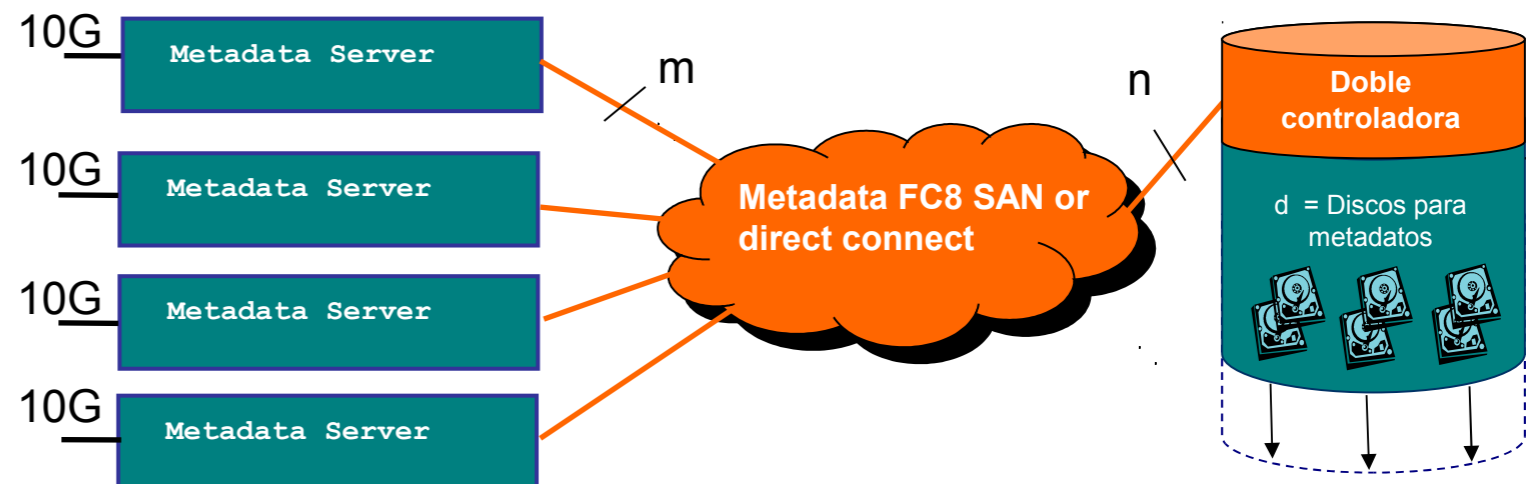 10G
Metadata Server
m
n
Doble
controladora
10G
Metadata Server
Metadata FC8 SAN or
direct connect
d = Discos para
metadatos
10G
Metadata Server
10G
Metadata Server